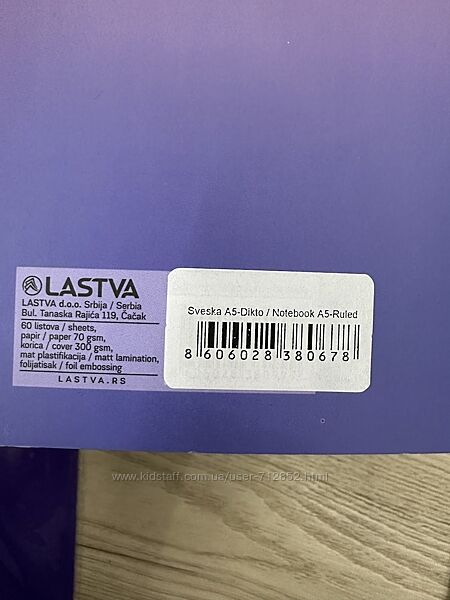 LASTVA
LASTVA d.o.o. Srbija / Serbia
Bul. Tanaska Rajića 119, Čačak
60 listova / sheets,
papir / paper 70 gsm,
korica / cover 300 gsm,
mat plastifikacija / matt lamination,
folijatisak / foil embossing
LASTVA.RS
Sveska A5-Dikto / Notebook A5-Ruled
8 606028 380678
www.kidstaff.com.ua/user-712852.html